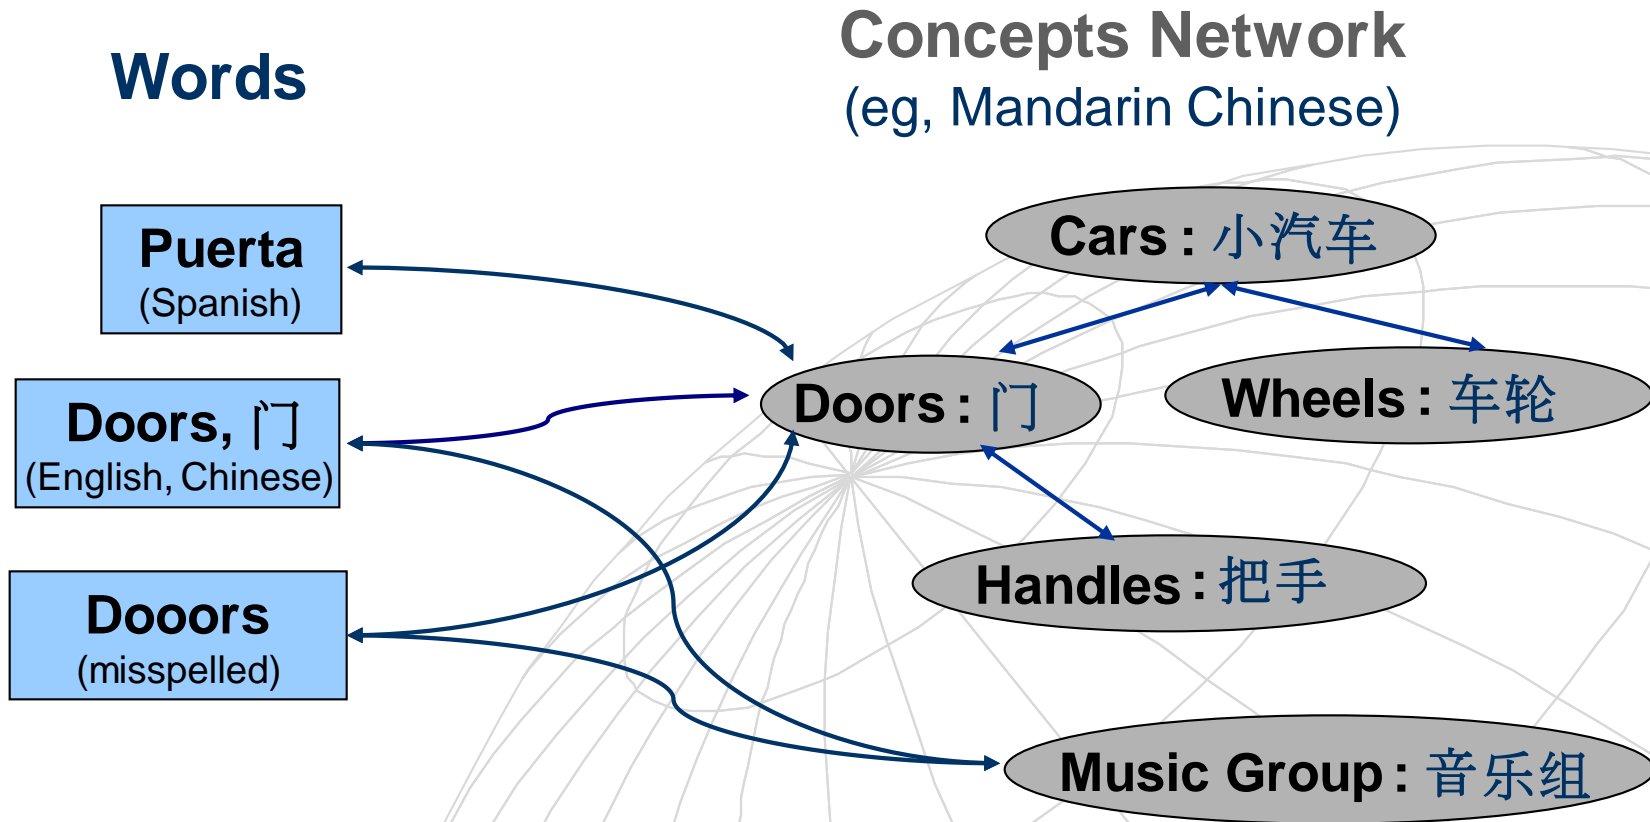 Words
Concepts Network
(eg, Mandarin Chinese)
Puerta
(Spanish)
Doors, 门
(English, Chinese)
Dooors
(misspelled)
Cars : 小汽车
Doors : 门
Wheels : 车轮
Handles : 把手
Music Group : 音乐组